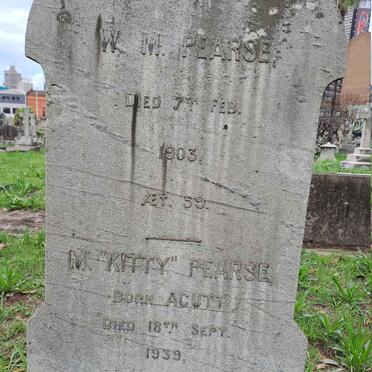 W. M. PEARSE,
DIED 7TH FEB.
1903.
ÆT. 59.
M. "KITTY" PEARSE
BORN ACUTT
DIED 18TH SEPT.
1939.